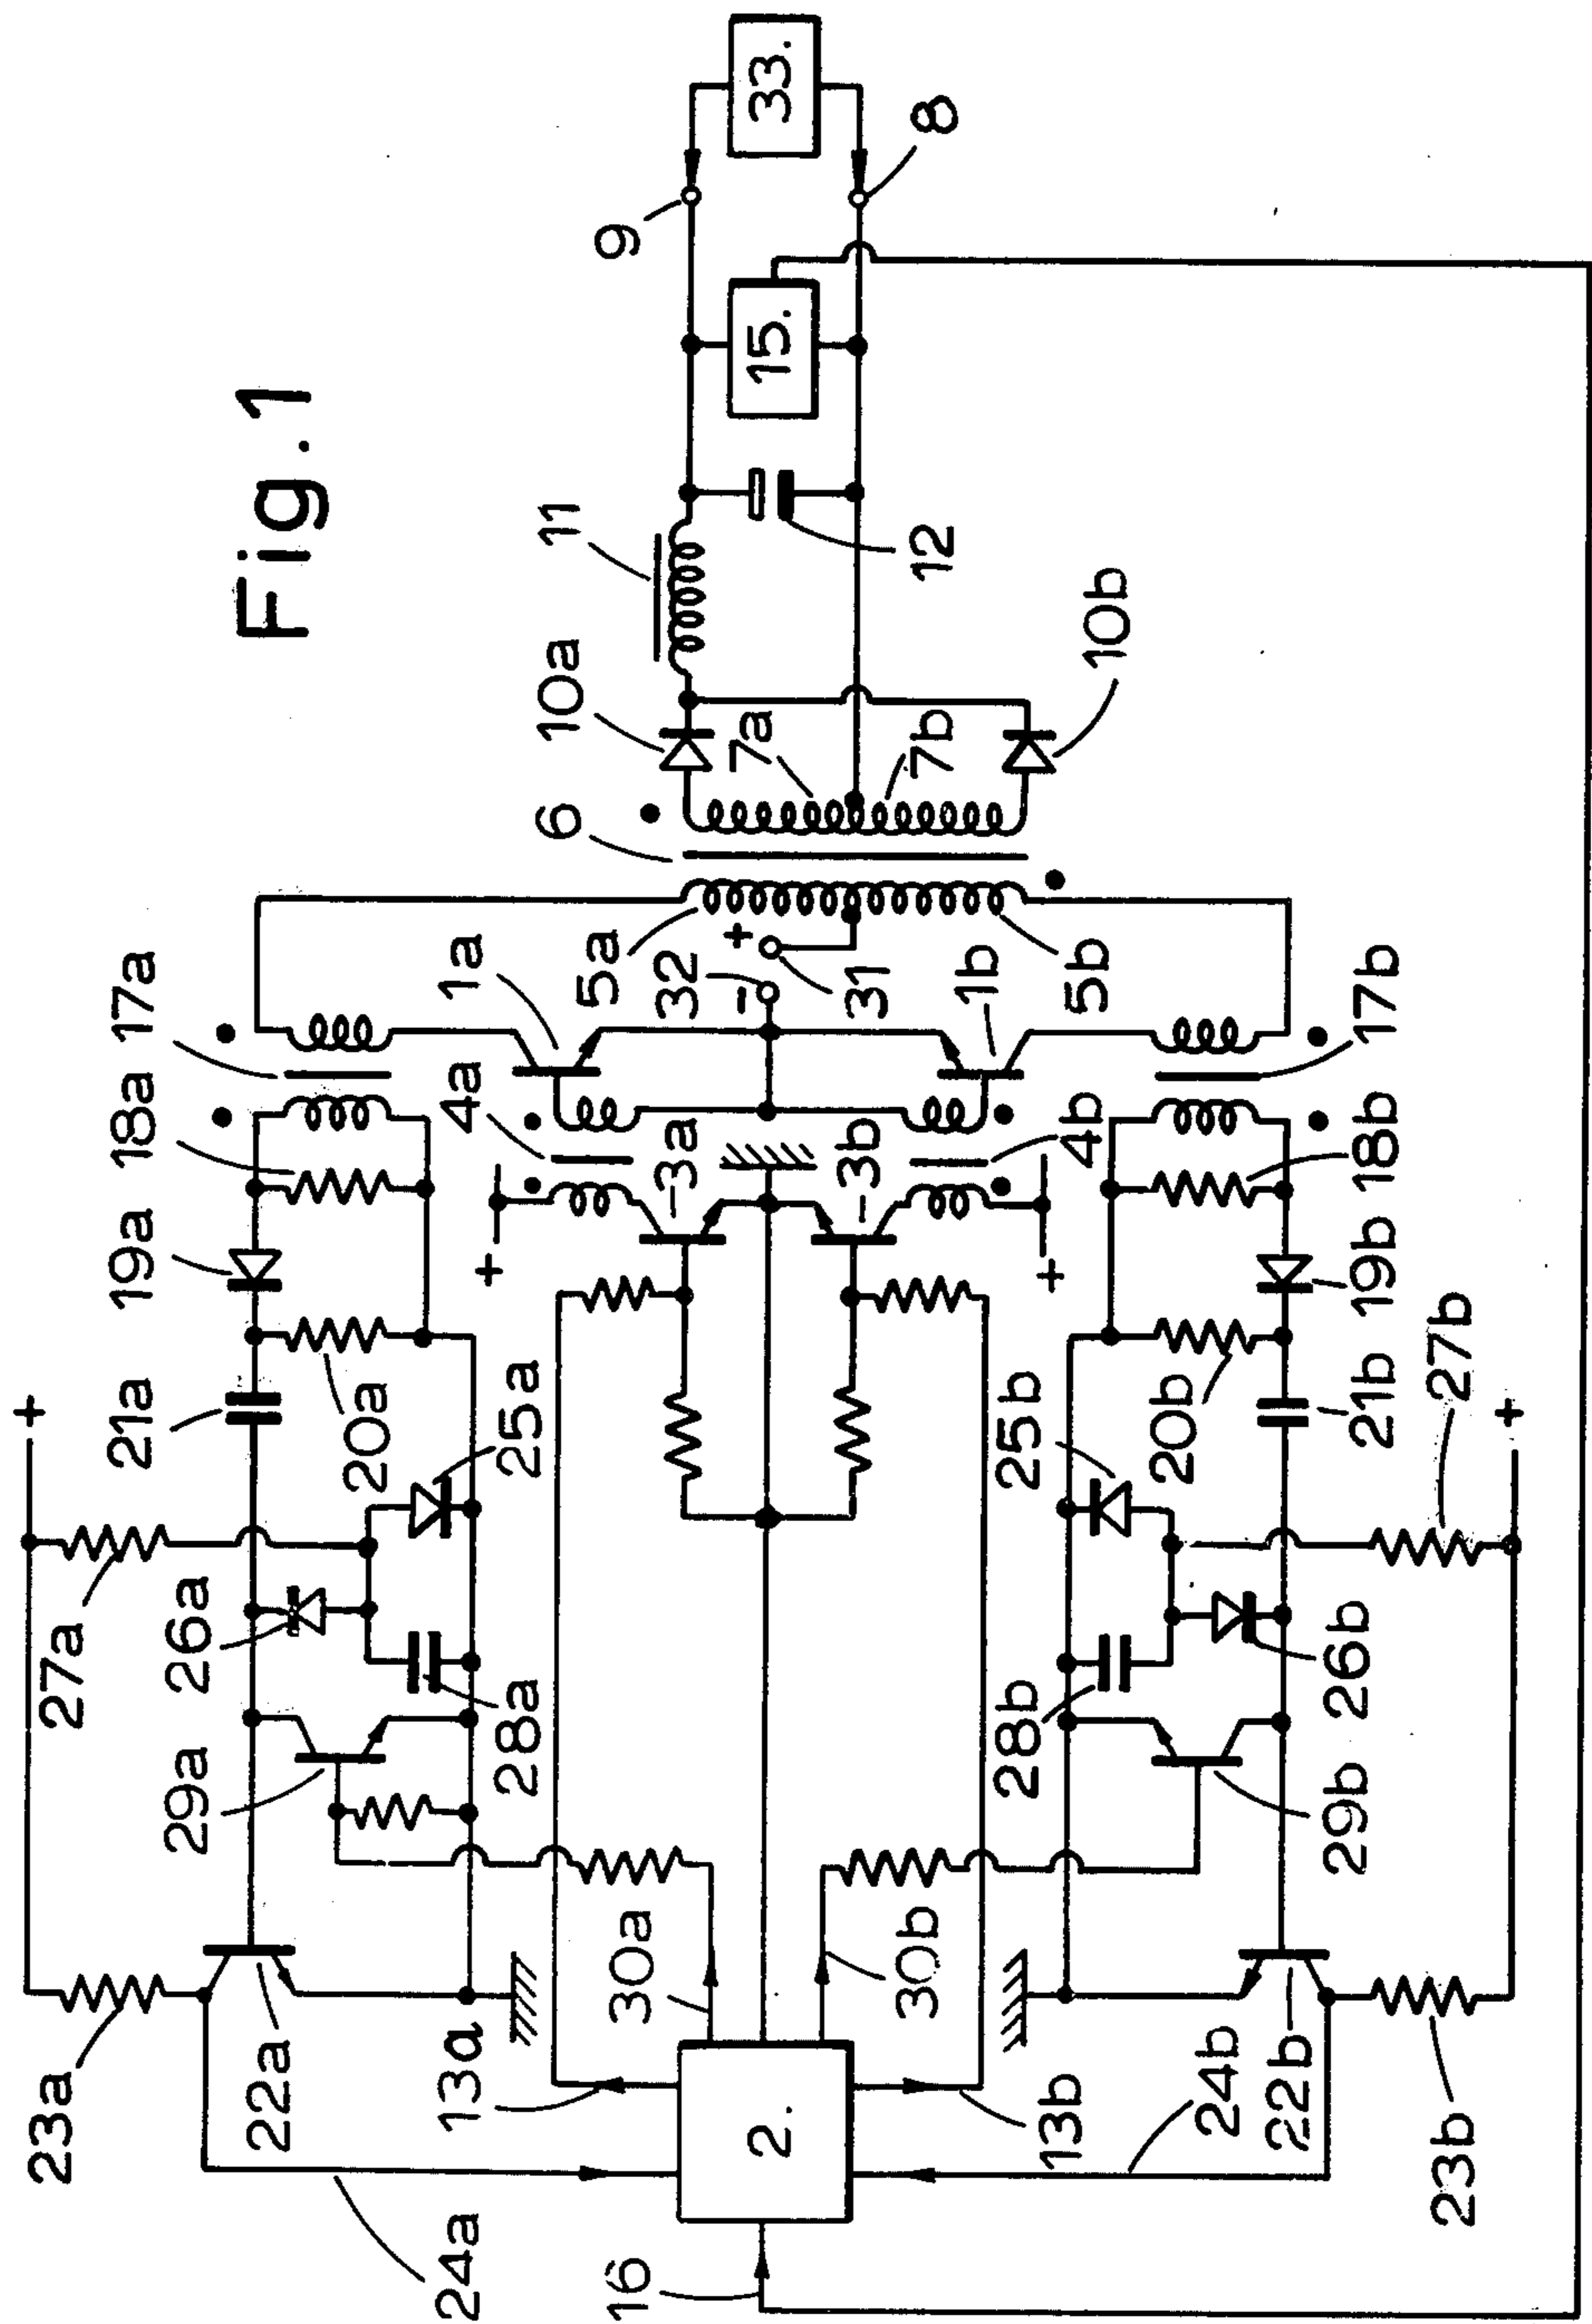 Fig.1
23a
27a
+
21a
19a
18a
17a
22a
29a
26a
20a
24a
13a
28a
25a
+
4a
1a
5a
6
10a
11
9
30a
3a
32
-
+
7a
15.
33.
16
2.
30b
3b
31
7b
12
8
13b
28b
25b
+
4b
1b
5b
10b
24b
22b
29b
26b
20b
21b
19b
18b
17b
23b
27b
+